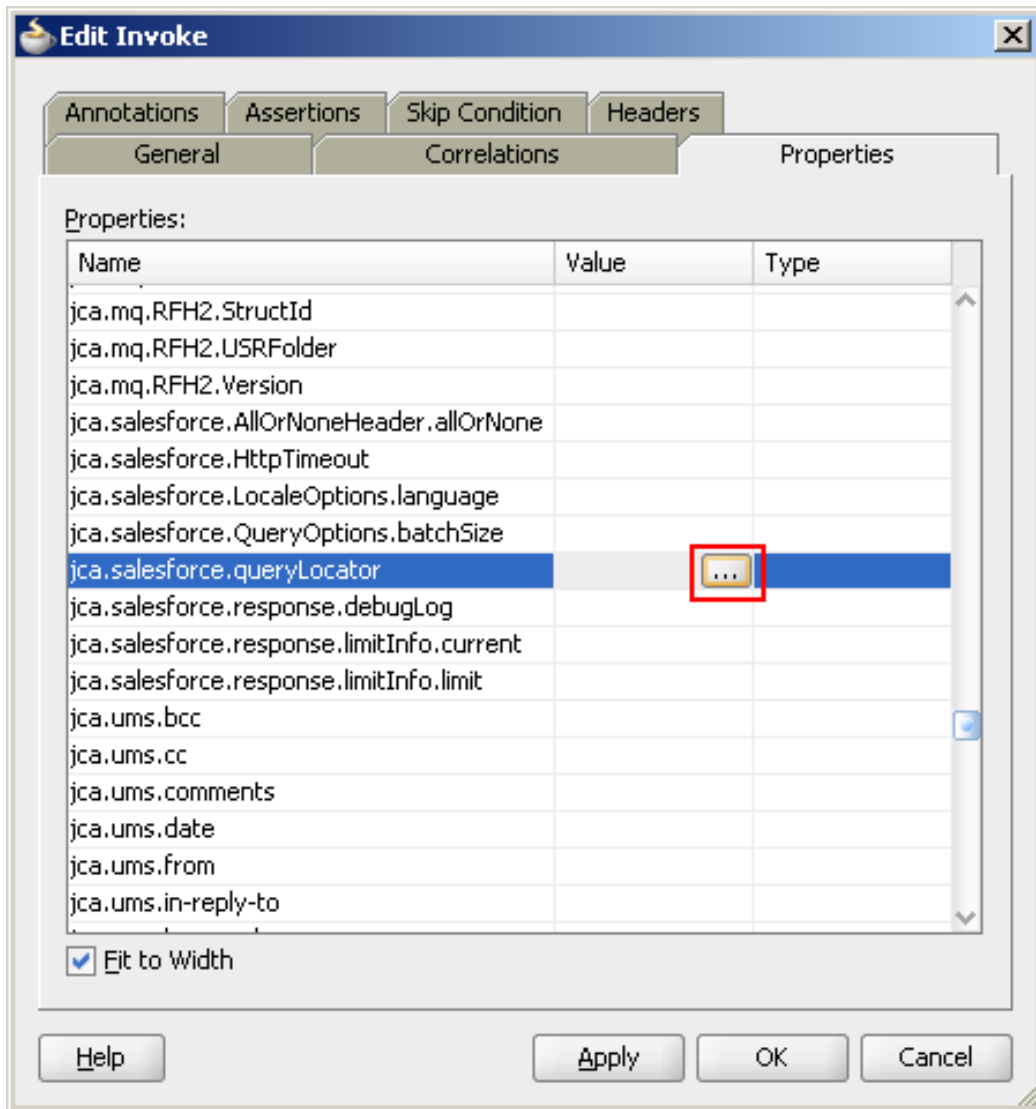 Edit Invoke
Annotations Assertions Skip Condition Headers
General Correlations Properties
Properties:
Name Value Type
jca.mq.RFH2.StructId
jca.mq.RFH2.USRFolder
jca.mq.RFH2.Version
jca.salesforce.AllOrNoneHeader.allOrNone
jca.salesforce.HttpTimeout
jca.salesforce.LocaleOptions.language
jca.salesforce.QueryOptions.batchSize
jca.salesforce.queryLocator ...
jca.salesforce.response.debugLog
jca.salesforce.response.limitInfo.current
jca.salesforce.response.limitInfo.limit
jca.ums.bcc
jca.ums.cc
jca.ums.comments
jca.ums.date
jca.ums.from
jca.ums.in-reply-to
Fit to Width
Help Apply OK Cancel